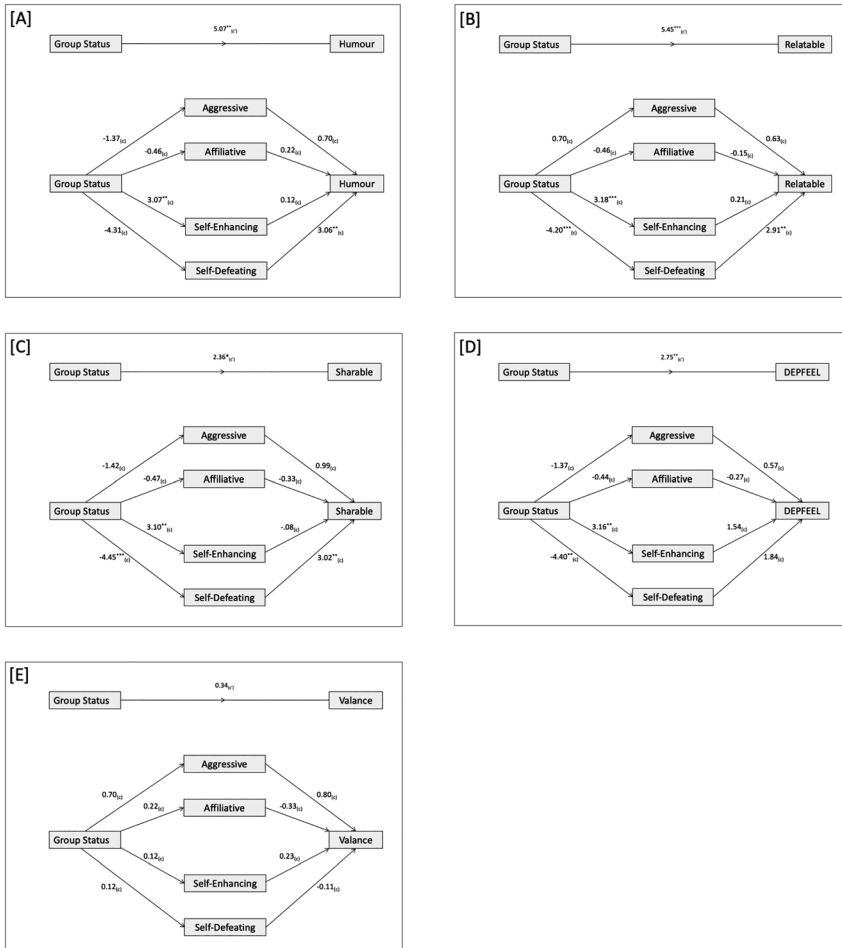 [A]
5.07**(c')
Group Status Humour
Aggressive
-1.37(c) 0.70(c)
-0.46(c) Affiliative 0.22(c)
Group Status Humour
3.07**(c) 0.12(c)
Self-Enhancing
-4.31(c) 3.06**(c)
Self-Defeating
[B]
5.45***(c')
Group Status Relatable
Aggressive
0.70(c) 0.63(c)
-0.46(c) Affiliative -0.15(c)
Group Status Relatable
3.18***(c) 0.21(c)
Self-Enhancing
-4.20***(c) 2.91**(c)
Self-Defeating
[C]
2.36*(c')
Group Status Sharable
Aggressive
-1.42(c) 0.99(c)
-0.47(c) Affiliative -0.33(c)
Group Status Sharable
3.10**(c) -.08(c)
Self-Enhancing
-4.45***(c) 3.02**(c)
Self-Defeating
[D]
2.75**(c')
Group Status DEPFEEL
Aggressive
-1.37(c) 0.57(c)
-0.44(c) Affiliative -0.27(c)
Group Status DEPFEEL
3.16**(c) 1.54(c)
Self-Enhancing
-4.40**(c) 1.84(c)
Self-Defeating
[E]
0.34(c')
Group Status Valance
Aggressive
0.70(c) 0.80(c)
0.22(c) Affiliative -0.33(c)
Group Status Valance
0.12(c) 0.23(c)
Self-Enhancing
0.12(c) -0.11(c)
Self-Defeating